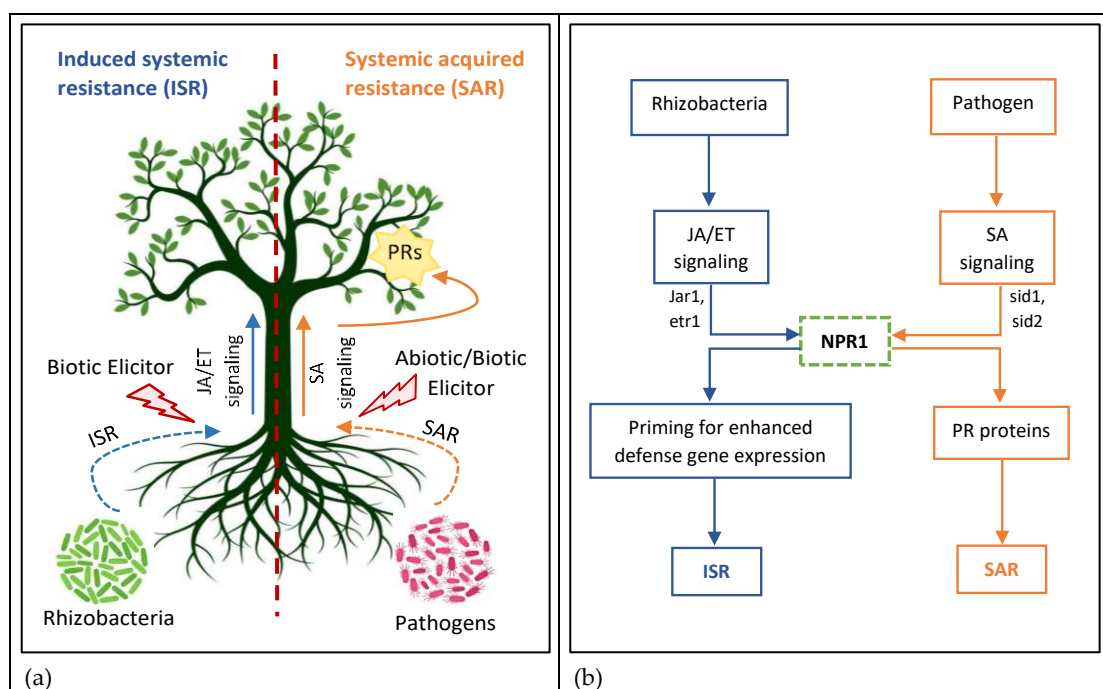 Induced systemic
resistance (ISR)
Systemic acquired
resistance (SAR)
PRs
Biotic Elicitor
JA/ET
signaling
SA
signaling
Abiotic/Biotic
Elicitor
ISR
SAR
Rhizobacteria
Pathogens
(a)
Rhizobacteria
Pathogen
JA/ET
signaling
SA
signaling
Jar1,
etr1
sid1,
sid2
NPR1
Priming for enhanced
defense gene expression
PR proteins
ISR
SAR
(b)